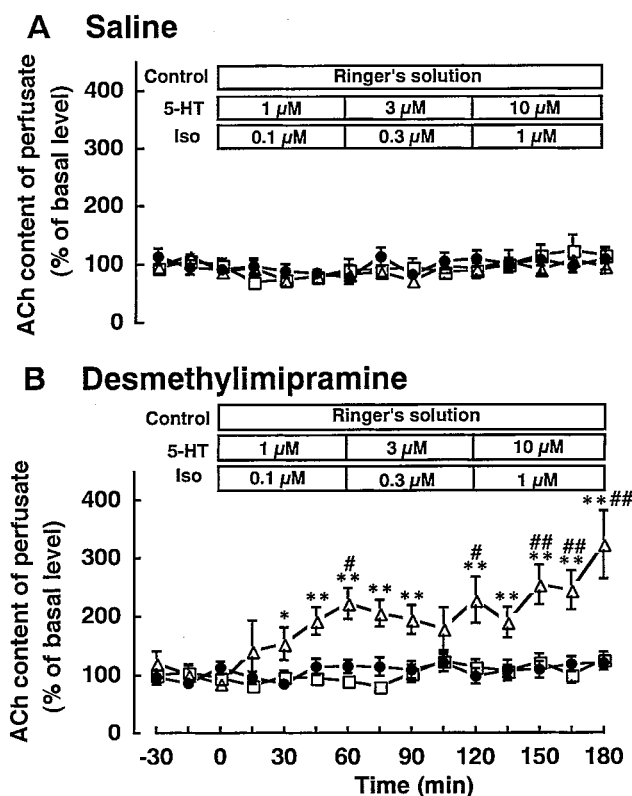 A Saline
Control Ringer's solution
5-HT 1 µM 3 µM 10 µM
Iso 0.1 µM 0.3 µM 1 µM
ACh content of perfusate
(% of basal level)
400
300
200
100
0
B Desmethylimipramine
Control Ringer's solution
5-HT 1 µM 3 µM 10 µM
Iso 0.1 µM 0.3 µM 1 µM
ACh content of perfusate
(% of basal level)
400
300
200
100
0
* ** # ** ** ** # ** ** ## ** ## ** ** ##
-30 0 30 60 90 120 150 180
Time (min)